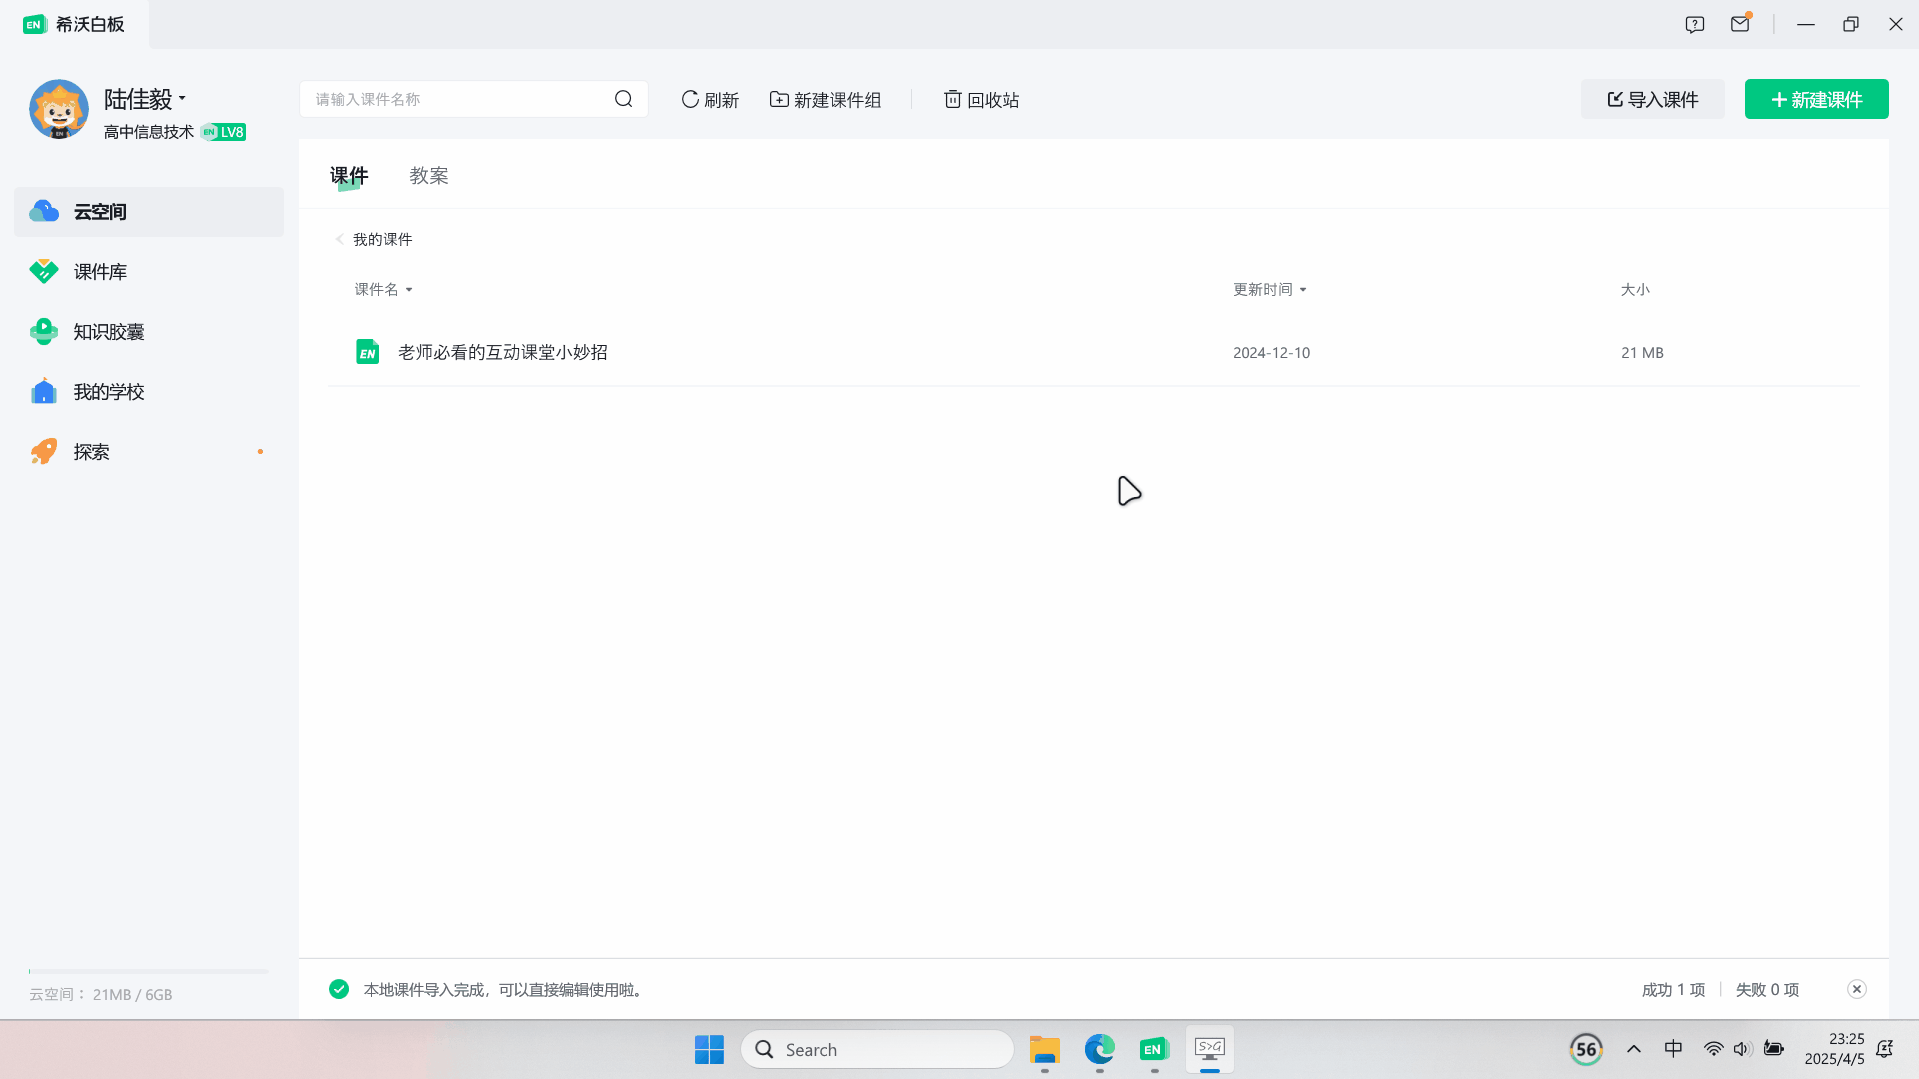 EN 希沃白板
陆佳毅
高中信息技术 EN LV8
请输入课件名称
刷新
新建课件组
回收站
导入课件
新建课件
云空间
课件库
知识胶囊
我的学校
探索
课件
教案
我的课件
课件名
更新时间
大小
EN 老师必看的互动课堂小妙招
2024-12-10
21 MB
云空间： 21MB / 6GB
本地课件导入完成，可以直接编辑使用啦。
成功 1 项
失败 0 项
Search
EN
S>G
56
中
23:25
2025/4/5